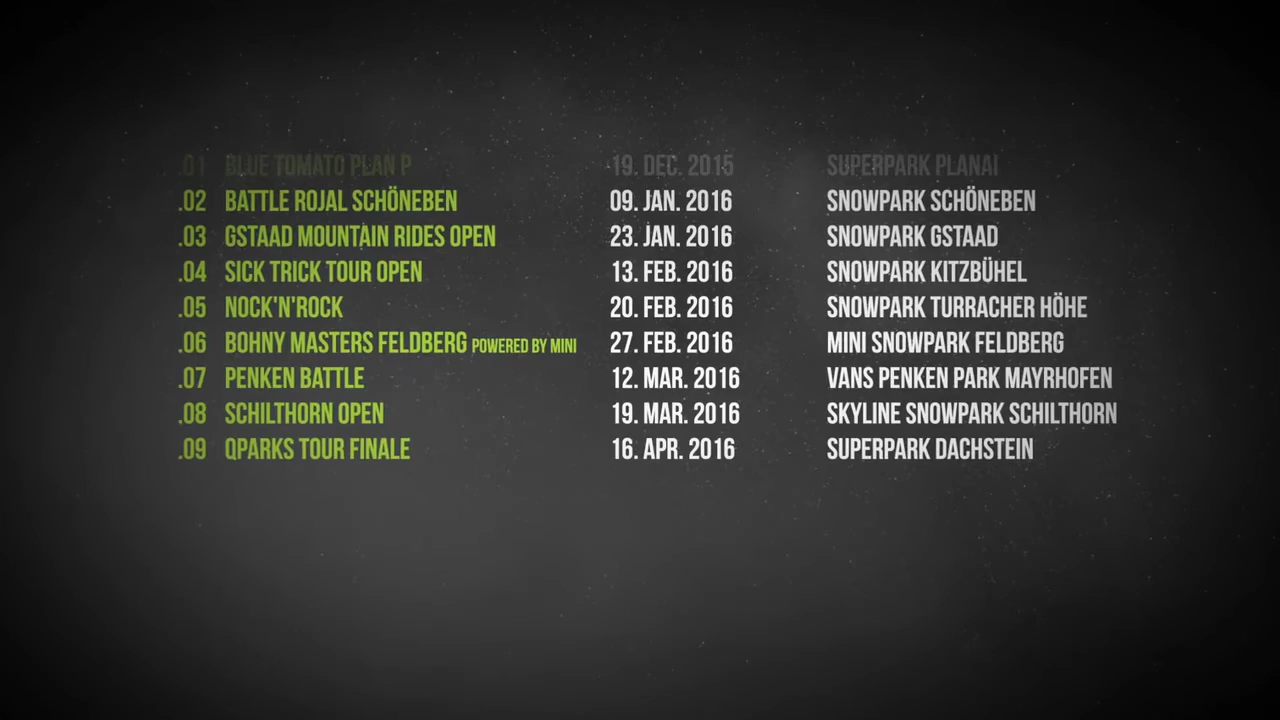 .01 BLUE TOMATO PLAN P 19. DEC. 2015 SUPERPARK PLANAI
.02 BATTLE ROJAL SCHÖNEBEN 09. JAN. 2016 SNOWPARK SCHÖNEBEN
.03 GSTAAD MOUNTAIN RIDES OPEN 23. JAN. 2016 SNOWPARK GSTAAD
.04 SICK TRICK TOUR OPEN 13. FEB. 2016 SNOWPARK KITZBÜHEL
.05 NOCK'N'ROCK 20. FEB. 2016 SNOWPARK TURRACHER HÖHE
.06 BOHNY MASTERS FELDBERG POWERED BY MINI 27. FEB. 2016 MINI SNOWPARK FELDBERG
.07 PENKEN BATTLE 12. MAR. 2016 VANS PENKEN PARK MAYRHOFEN
.08 SCHILTHORN OPEN 19. MAR. 2016 SKYLINE SNOWPARK SCHILTHORN
.09 QPARKS TOUR FINALE 16. APR. 2016 SUPERPARK DACHSTEIN